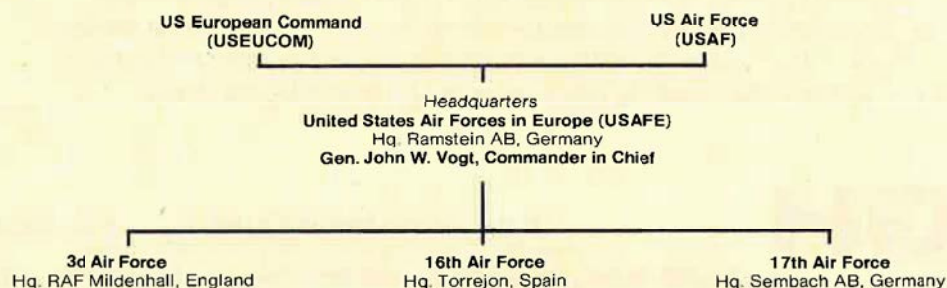 US European Command
(USEUCOM)
US Air Force
(USAF)
Headquarters
United States Air Forces in Europe (USAFE)
Hq. Ramstein AB, Germany
Gen. John W. Vogt, Commander in Chief
3d Air Force
Hq. RAF Mildenhall, England
16th Air Force
Hq. Torrejon, Spain
17th Air Force
Hq. Sembach AB, Germany